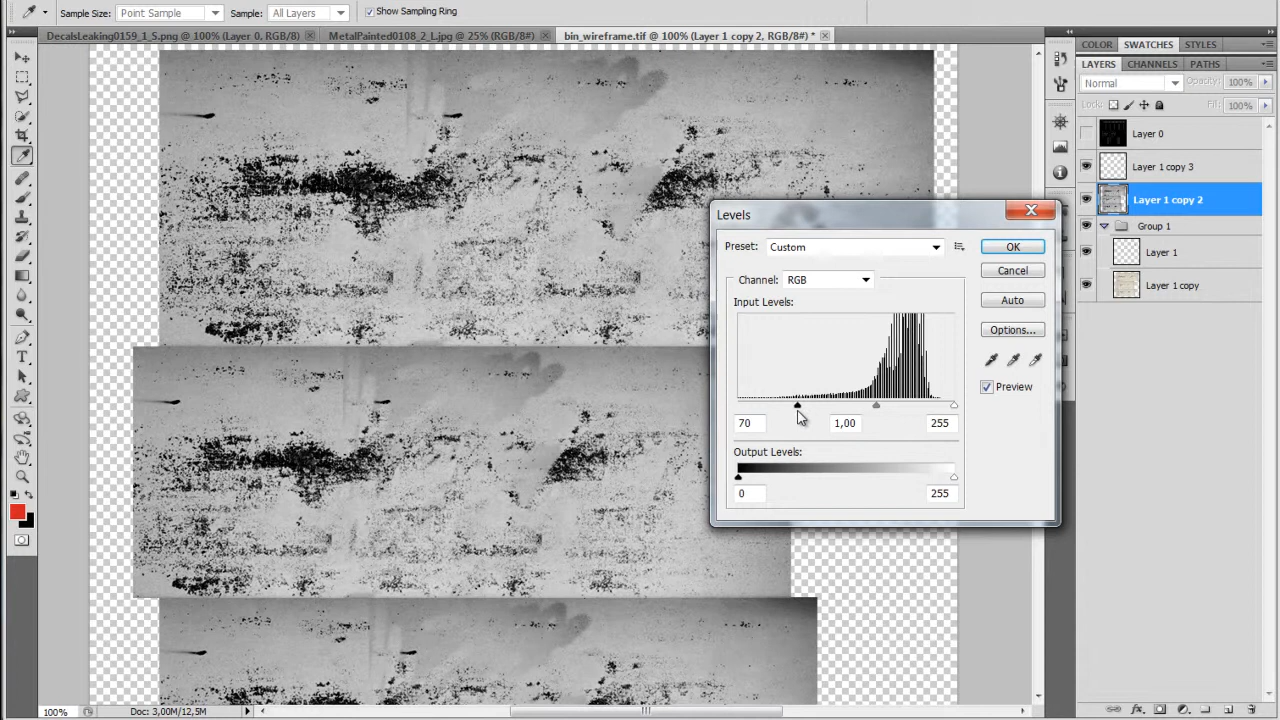 Sample Size: Point Sample Sample: All Layers Show Sampling Ring
DecalsLeaking0159_1_S.png @ 100% (Layer 0, RGB/8) MetalPainted0108_2_L.jpg @ 25% (RGB/8#) bin_wireframe.tif @ 100% (Layer 1 copy 2, RGB/8#) *
COLOR SWATCHES STYLES
LAYERS CHANNELS PATHS
Normal Opacity: 100%
Lock: Fill: 100%
Layer 0
Layer 1 copy 3
Layer 1 copy 2
Group 1
Layer 1
Layer 1 copy
Levels
Preset: Custom OK
Channel: RGB Cancel
Input Levels: Auto
Options...
Preview
70 1,00 255
Output Levels:
0 255
100% Doc: 3,00M/12,5M